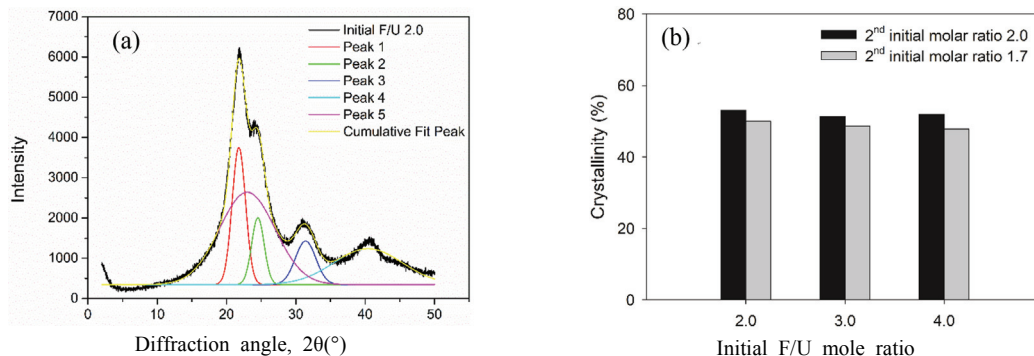 (a)
Initial F/U 2.0
Peak 1
Peak 2
Peak 3
Peak 4
Peak 5
Cumulative Fit Peak
Intensity
7000
6000
5000
4000
3000
2000
1000
0
0 10 20 30 40 50
Diffraction angle, 2θ(°)
(b)
2nd initial molar ratio 2.0
2nd initial molar ratio 1.7
Crystallinity (%)
80
60
40
20
0
2.0 3.0 4.0
Initial F/U mole ratio